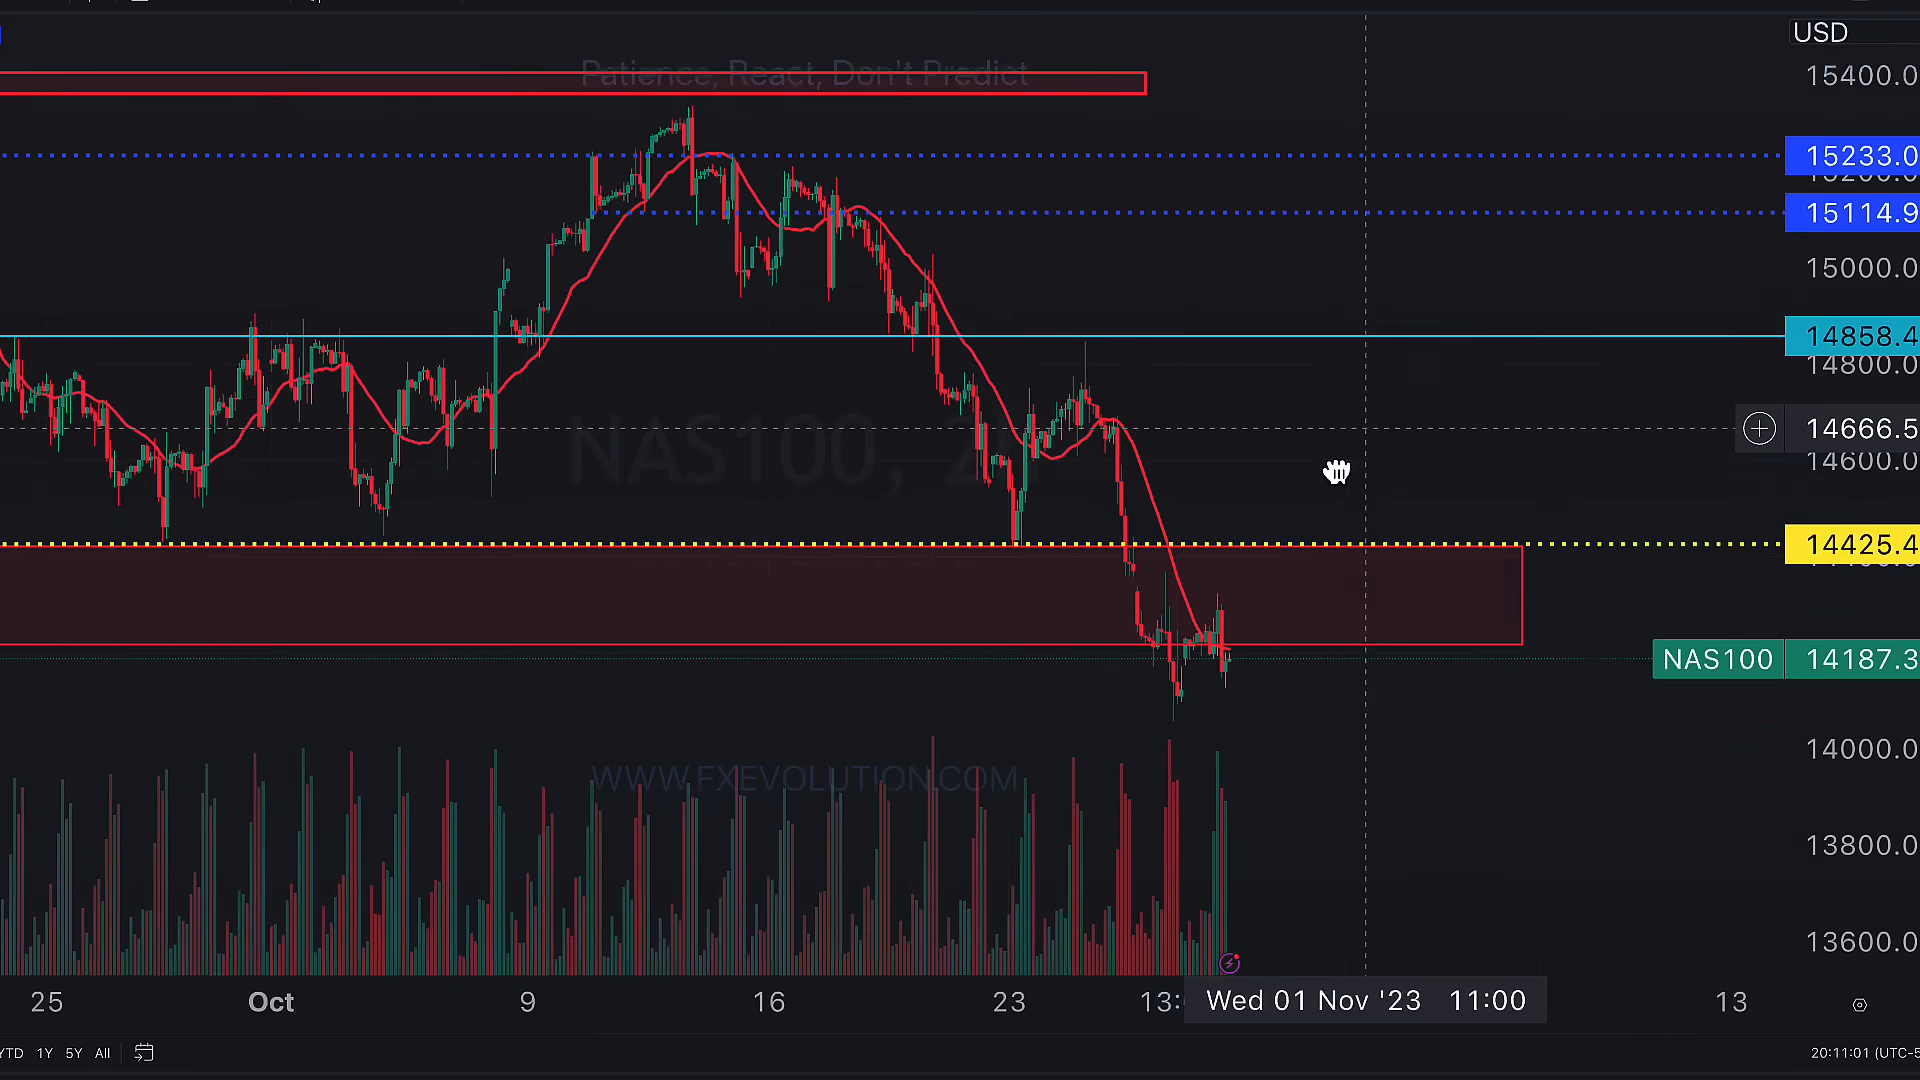 USD
Patience, React, Don't Predict
15400.0
15233.0
15200.0
15114.9
15000.0
14858.4
14800.0
NAS100, 2
14666.5
14600.0
14425.4
NAS100 14187.3
14000.0
WWW.FXEVOLUTION.COM
13800.0
13600.0
25 Oct 9 16 23 13: Wed 01 Nov '23 11:00 13
YTD 1Y 5Y All
20:11:01 (UTC-5